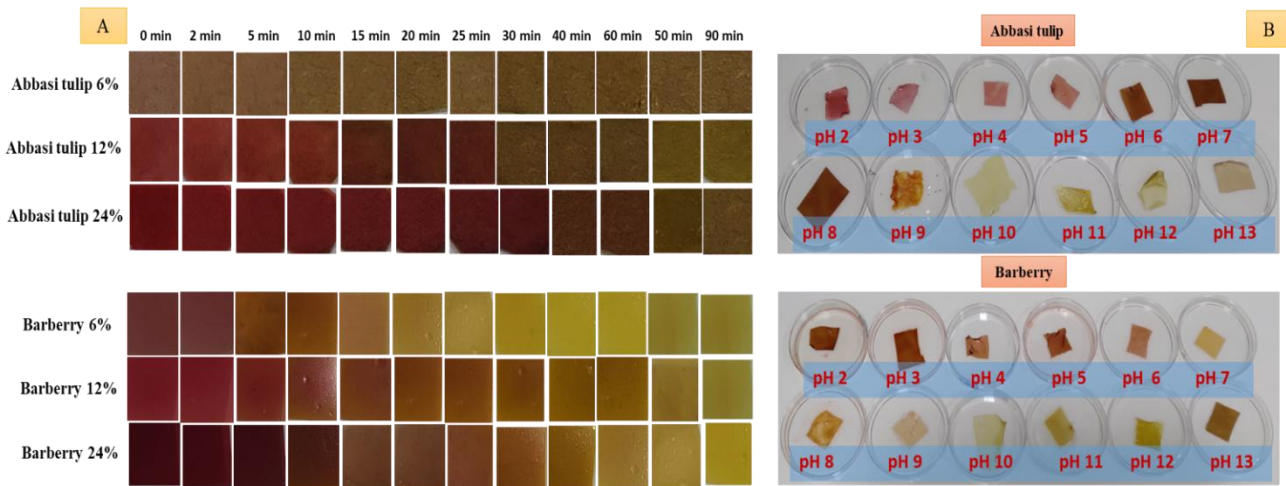 A
0 min 2 min 5 min 10 min 15 min 20 min 25 min 30 min 40 min 60 min 50 min 90 min
Abbasi tulip 6%
Abbasi tulip 12%
Abbasi tulip 24%
Barberry 6%
Barberry 12%
Barberry 24%
B
Abbasi tulip
pH 2 pH 3 pH 4 pH 5 pH 6 pH 7
pH 8 pH 9 pH 10 pH 11 pH 12 pH 13
Barberry
pH 2 pH 3 pH 4 pH 5 pH 6 pH 7
pH 8 pH 9 pH 10 pH 11 pH 12 pH 13